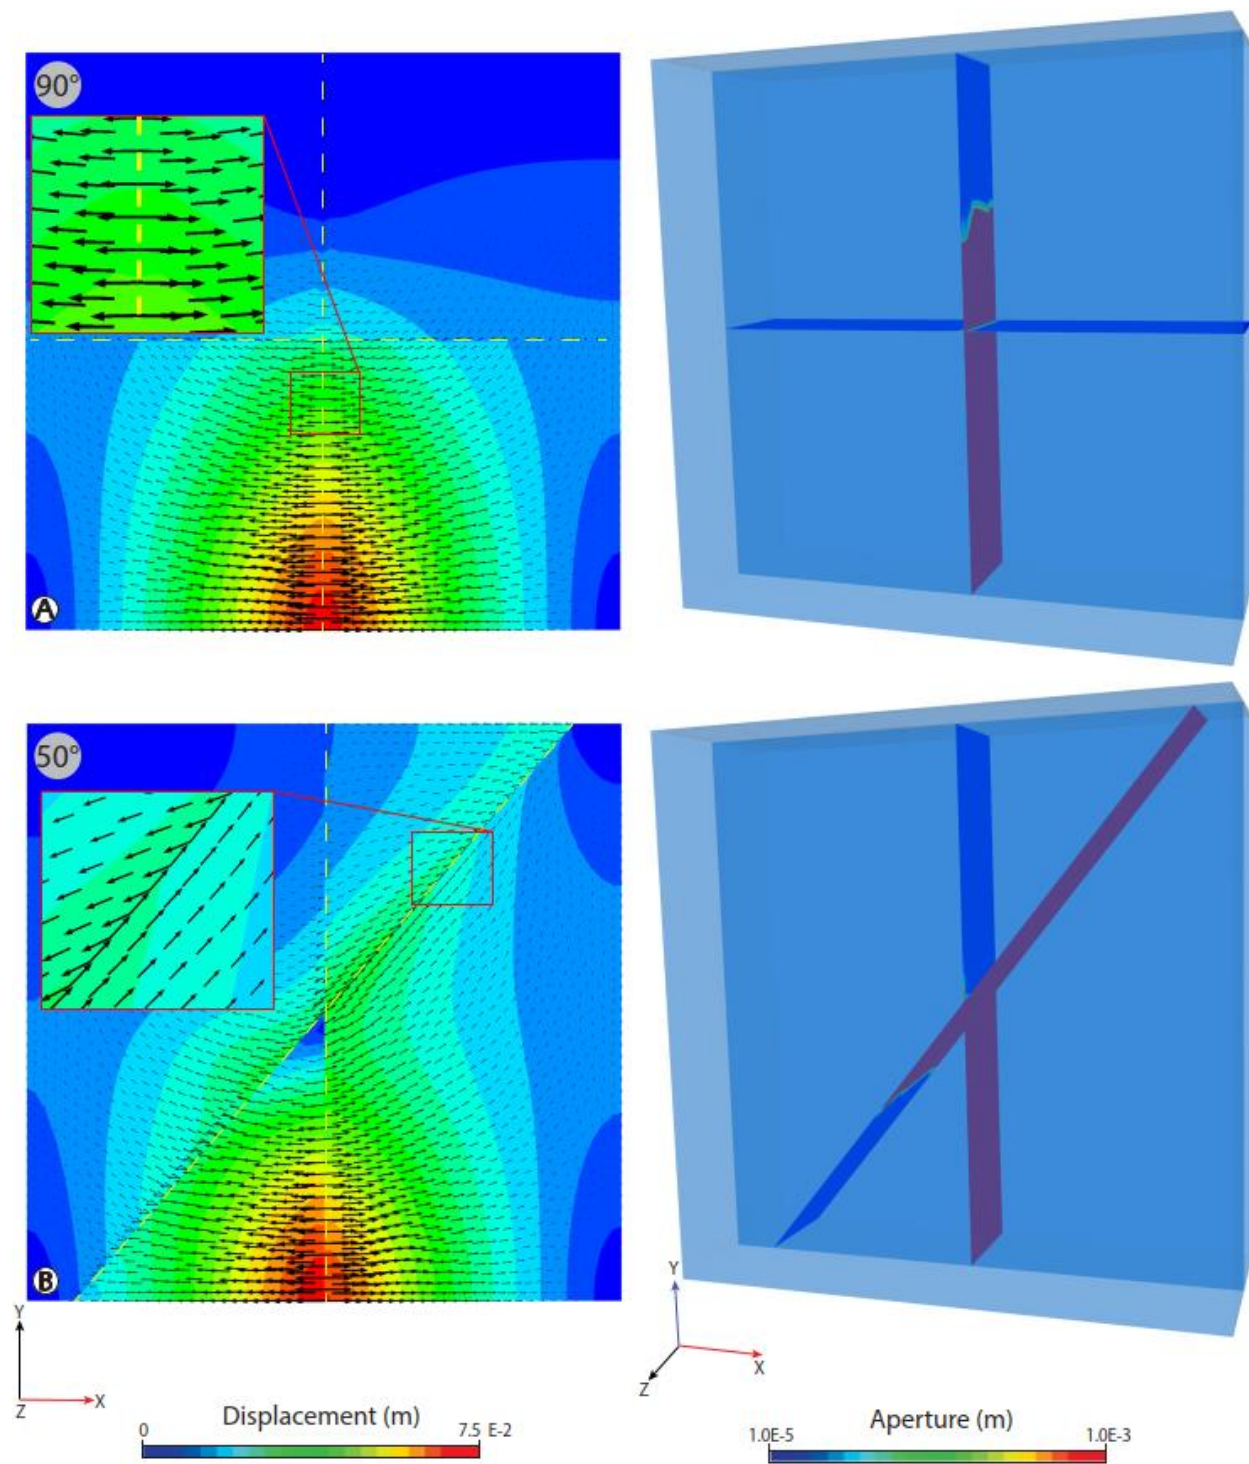 90°
A
50°
B
Y
X
Z
Y
X
Z
Displacement (m)
0 7.5 E-2
Aperture (m)
1.0E-5 1.0E-3